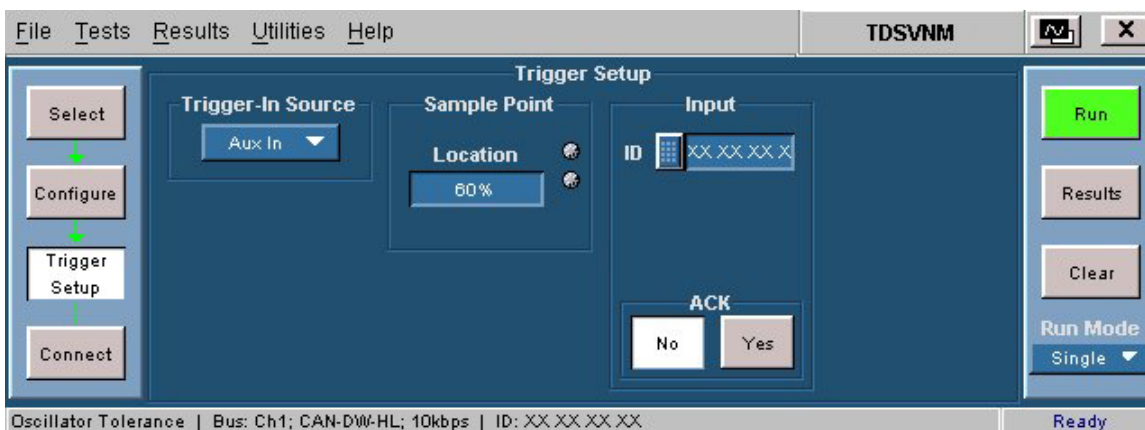 File Tests Results Utilities Help TDSVNM X
Trigger Setup
Select
Configure
Trigger
Setup
Connect
Trigger-In Source
Aux In
Sample Point
Location
60%
Input
ID XX XX XX X
ACK
No Yes
Run
Results
Clear
Run Mode
Single
Oscillator Tolerance | Bus: Ch1; CAN-DW-HL; 10kbps | ID: XX XX XX XX Ready